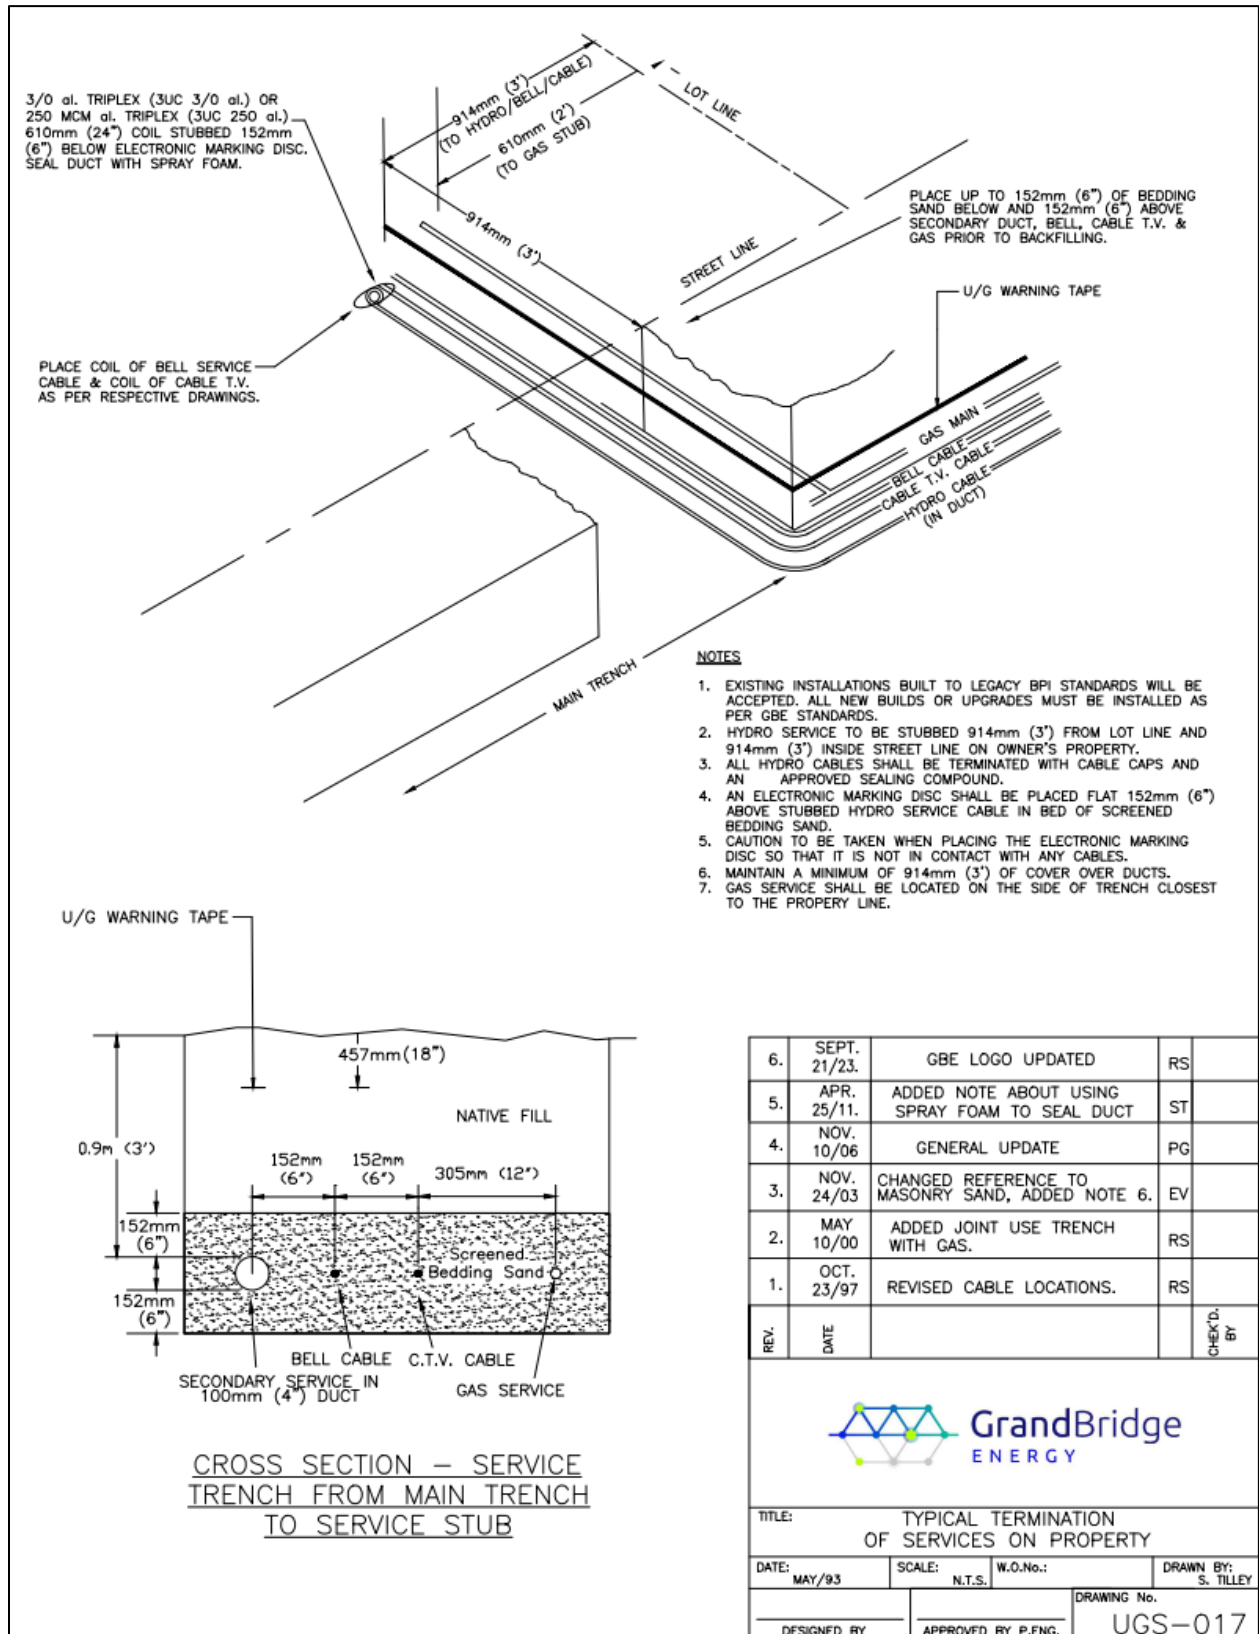 3/0 al. TRIPLEX (3UC 3/0 al.) OR
250 MCM al. TRIPLEX (3UC 250 al.)
610mm (24") COIL STUBBED 152mm
(6") BELOW ELECTRONIC MARKING DISC.
SEAL DUCT WITH SPRAY FOAM.
914mm (3')
(TO HYDRO/BELL/CABLE)
610mm (2')
(TO GAS STUB)
LOT LINE
914mm (3')
STREET LINE
PLACE UP TO 152mm (6") OF BEDDING
SAND BELOW AND 152mm (6") ABOVE
SECONDARY DUCT, BELL, CABLE T.V. &
GAS PRIOR TO BACKFILLING.
U/G WARNING TAPE
PLACE COIL OF BELL SERVICE
CABLE & COIL OF CABLE T.V.
AS PER RESPECTIVE DRAWINGS.
GAS MAIN
BELL CABLE
CABLE T.V. CABLE
HYDRO CABLE
(IN DUCT)
MAIN TRENCH
NOTES
1. EXISTING INSTALLATIONS BUILT TO LEGACY BPI STANDARDS WILL BE
ACCEPTED. ALL NEW BUILDS OR UPGRADES MUST BE INSTALLED AS
PER GBE STANDARDS.
2. HYDRO SERVICE TO BE STUBBED 914mm (3') FROM LOT LINE AND
914mm (3') INSIDE STREET LINE ON OWNER'S PROPERTY.
3. ALL HYDRO CABLES SHALL BE TERMINATED WITH CABLE CAPS AND
AN APPROVED SEALING COMPOUND.
4. AN ELECTRONIC MARKING DISC SHALL BE PLACED FLAT 152mm (6")
ABOVE STUBBED HYDRO SERVICE CABLE IN BED OF SCREENED
BEDDING SAND.
5. CAUTION TO BE TAKEN WHEN PLACING THE ELECTRONIC MARKING
DISC SO THAT IT IS NOT IN CONTACT WITH ANY CABLES.
6. MAINTAIN A MINIMUM OF 914mm (3') OF COVER OVER DUCTS.
7. GAS SERVICE SHALL BE LOCATED ON THE SIDE OF TRENCH CLOSEST
TO THE PROPERY LINE.
U/G WARNING TAPE
457mm(18")
NATIVE FILL
0.9m (3')
152mm
(6")
152mm
(6")
305mm (12")
152mm
(6")
Screened
Bedding Sand
152mm
(6")
BELL CABLE
C.T.V. CABLE
SECONDARY SERVICE IN
100mm (4") DUCT
GAS SERVICE
CROSS SECTION – SERVICE
TRENCH FROM MAIN TRENCH
TO SERVICE STUB
6. SEPT. 21/23. GBE LOGO UPDATED RS
5. APR. 25/11. ADDED NOTE ABOUT USING SPRAY FOAM TO SEAL DUCT ST
4. NOV. 10/06 GENERAL UPDATE PG
3. NOV. 24/03 CHANGED REFERENCE TO MASONRY SAND, ADDED NOTE 6. EV
2. MAY 10/00 ADDED JOINT USE TRENCH WITH GAS. RS
1. OCT. 23/97 REVISED CABLE LOCATIONS. RS
REV. DATE CHEK'D. BY
GrandBridge
ENERGY
TITLE: TYPICAL TERMINATION
OF SERVICES ON PROPERTY
DATE: MAY/93 SCALE: N.T.S. W.O.No.: DRAWN BY: S. TILLEY
DRAWING No.
UGS-017
DESIGNED BY APPROVED BY P.ENG.